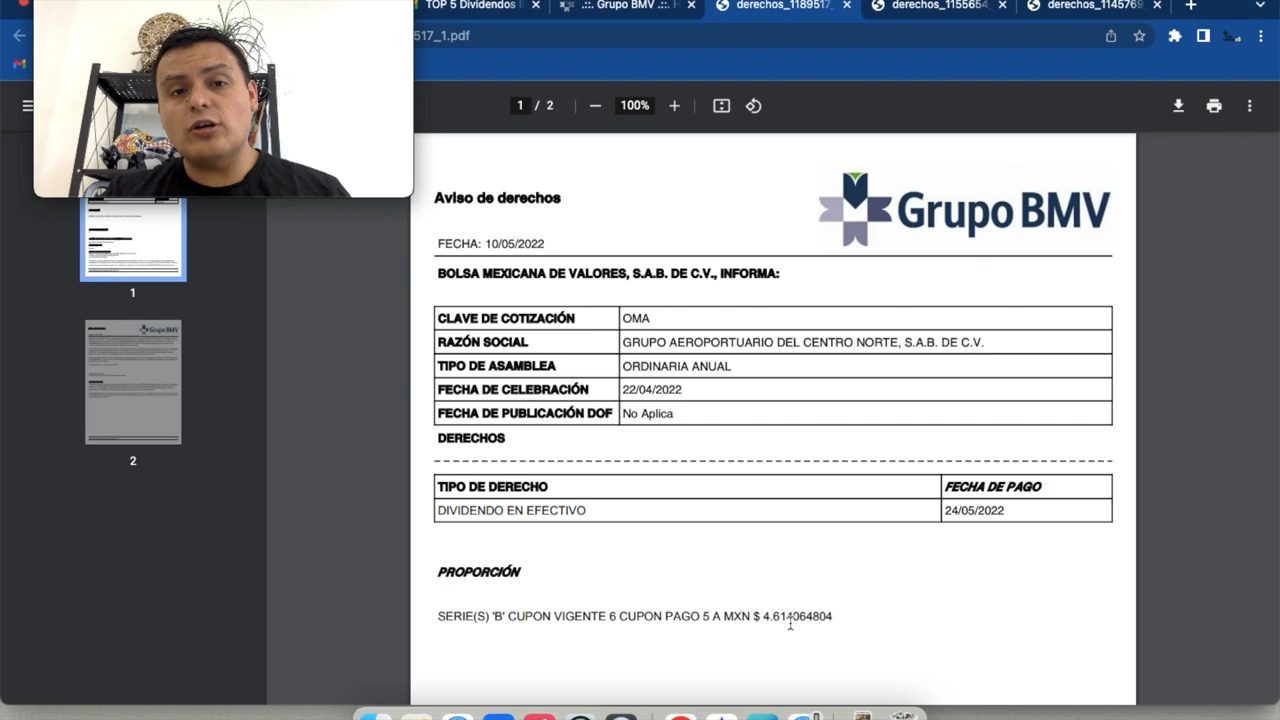 TOP 5 Dividendos
.::. Grupo BMV .::.
derechos_1189517_
derechos_1155654_
derechos_1145769
517_1.pdf
1 / 2
100%
Aviso de derechos
Grupo BMV
FECHA: 10/05/2022
BOLSA MEXICANA DE VALORES, S.A.B. DE C.V., INFORMA:
CLAVE DE COTIZACIÓN OMA
RAZÓN SOCIAL GRUPO AEROPORTUARIO DEL CENTRO NORTE, S.A.B. DE C.V.
TIPO DE ASAMBLEA ORDINARIA ANUAL
FECHA DE CELEBRACIÓN 22/04/2022
FECHA DE PUBLICACIÓN DOF No Aplica
DERECHOS
TIPO DE DERECHO FECHA DE PAGO
DIVIDENDO EN EFECTIVO 24/05/2022
PROPORCIÓN
SERIE(S) 'B' CUPON VIGENTE 6 CUPON PAGO 5 A MXN $ 4.614064804
1
Grupo BMV
2